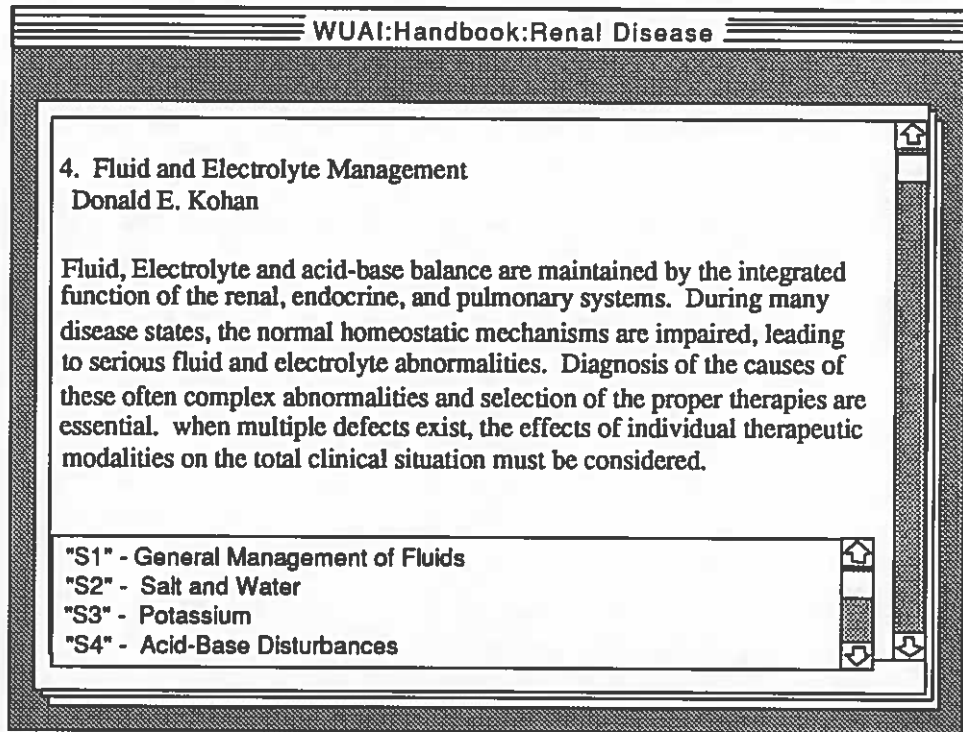 WUAI:Handbook:Renal Disease
4. Fluid and Electrolyte Management
Donald E. Kohan
Fluid, Electrolyte and acid-base balance are maintained by the integrated
function of the renal, endocrine, and pulmonary systems. During many
disease states, the normal homeostatic mechanisms are impaired, leading
to serious fluid and electrolyte abnormalities. Diagnosis of the causes of
these often complex abnormalities and selection of the proper therapies are
essential. when multiple defects exist, the effects of individual therapeutic
modalities on the total clinical situation must be considered.
"S1" - General Management of Fluids
"S2" - Salt and Water
"S3" - Potassium
"S4" - Acid-Base Disturbances